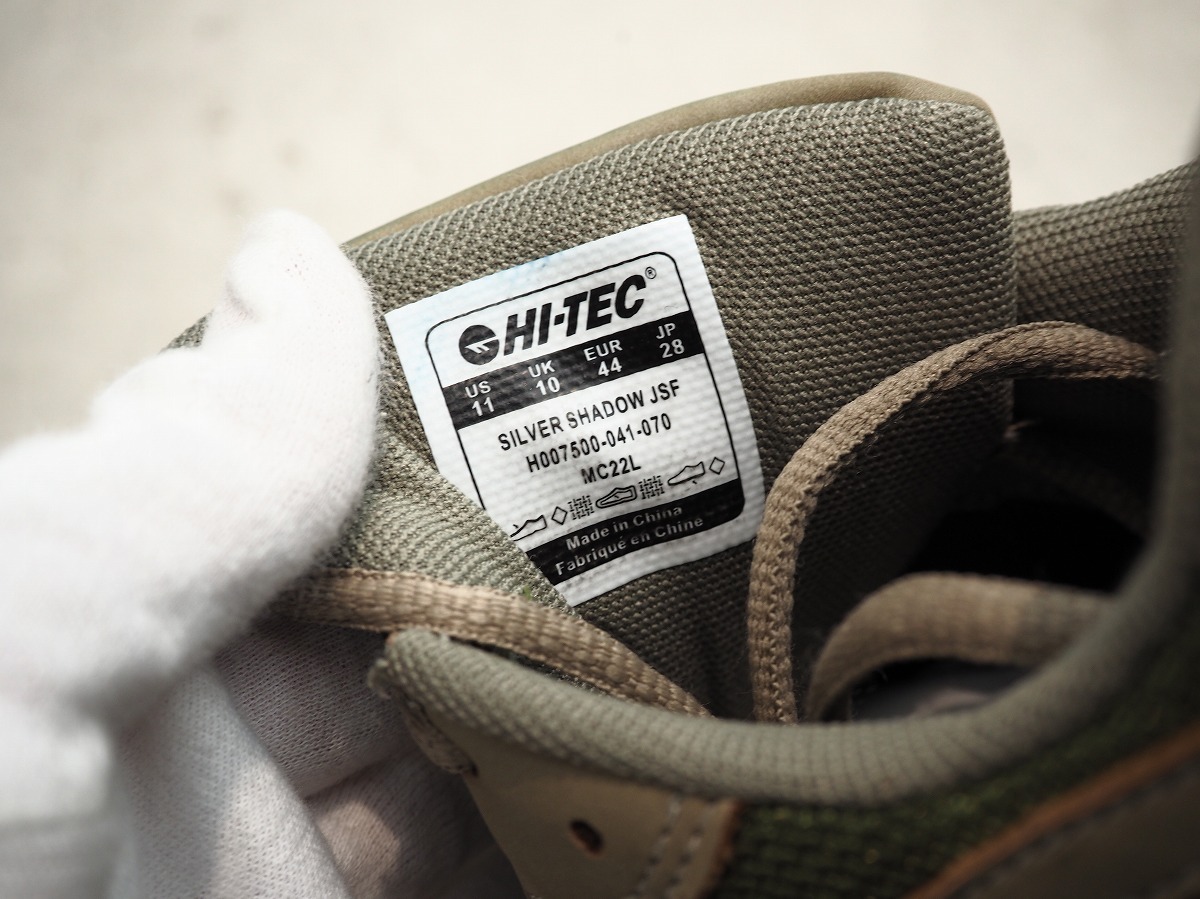 HI-TEC®
US UK EUR JP
11 10 44 28
SILVER SHADOW JSF
H007500-041-070
MC22L
Made in China
Fabriqué en Chine